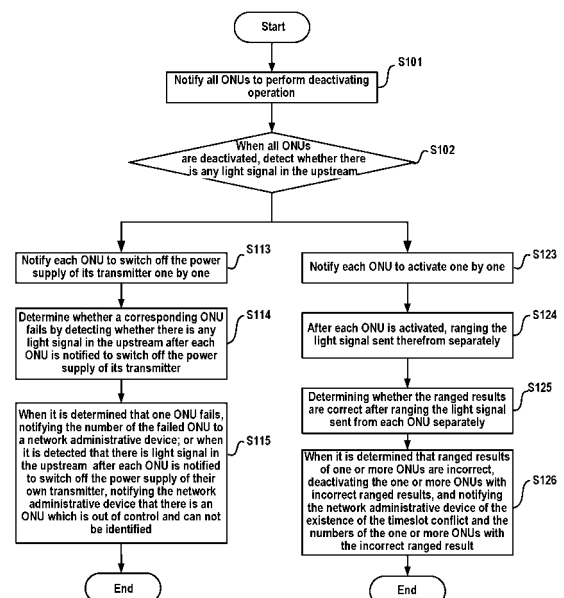 Start
S101
Notify all ONUs to perform deactivating
operation
S102
When all ONUs
are deactivated, detect whether there
is any light signal in the upstream
S113
Notify each ONU to switch off the power
supply of its transmitter one by one
S114
Determine whether a corresponding ONU
fails by detecting whether there is any
light signal in the upstream after each
ONU is notified to switch off the power
supply of its transmitter
S115
When it is determined that one ONU fails,
notifying the number of the failed ONU to
a network administrative device; or when
it is detected that there is light signal in
the upstream after each ONU is notified
to switch off the power supply of their
own transmitter, notifying the network
administrative device that there is an
ONU which is out of control and can not
be identified
End
S123
Notify each ONU to activate one by one
S124
After each ONU is activated, ranging the
light signal sent therefrom separately
S125
Determining whether the ranged results
are correct after ranging the light signal
sent from each ONU separately
S126
When it is determined that ranged results
of one or more ONUs are incorrect,
deactivating the one or more ONUs with
incorrect ranged results, and notifying
the network administrative device of the
existence of the timeslot conflict and the
numbers of the one or more ONUs with
the incorrect ranged result
End